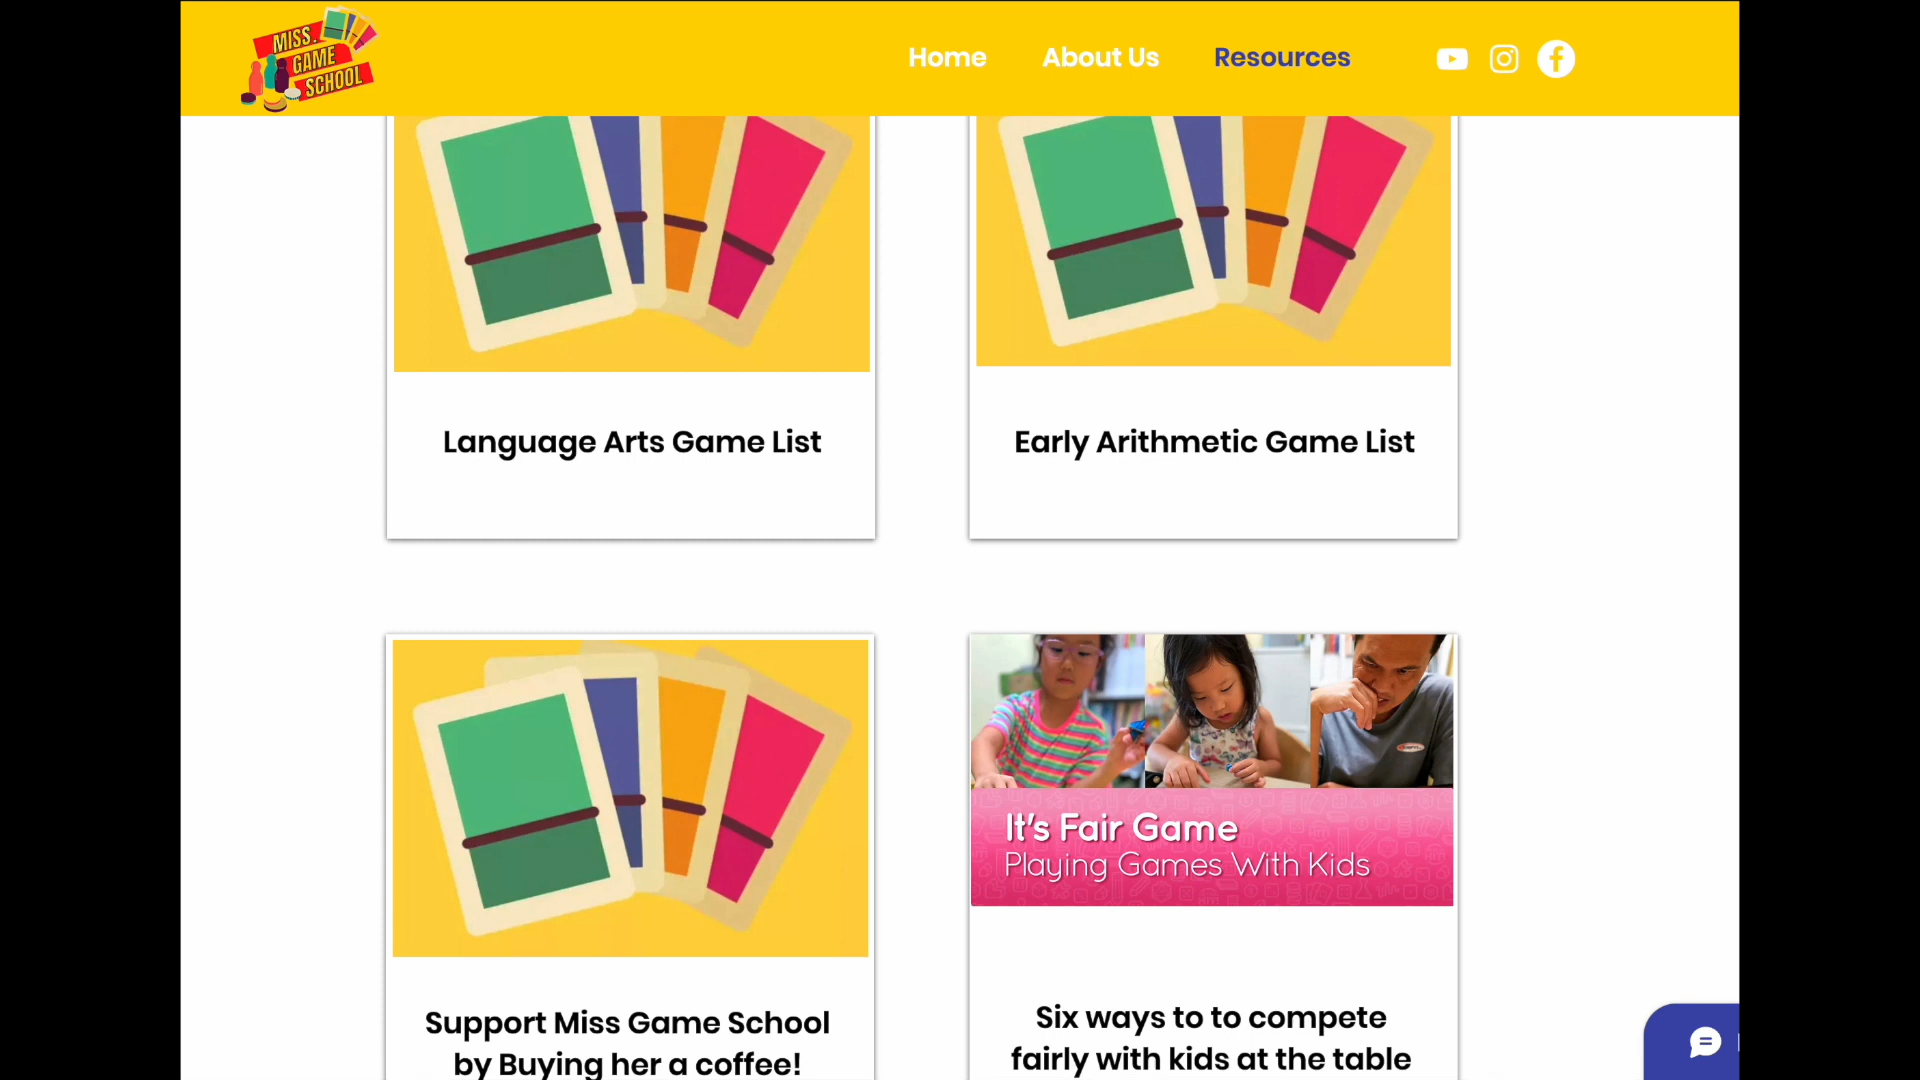 MISS.
GAME
SCHOOL
Home
About Us
Resources
Language Arts Game List
Early Arithmetic Game List
It's Fair Game
Playing Games With Kids
Support Miss Game School
by Buying her a coffee!
Six ways to to compete
fairly with kids at the table